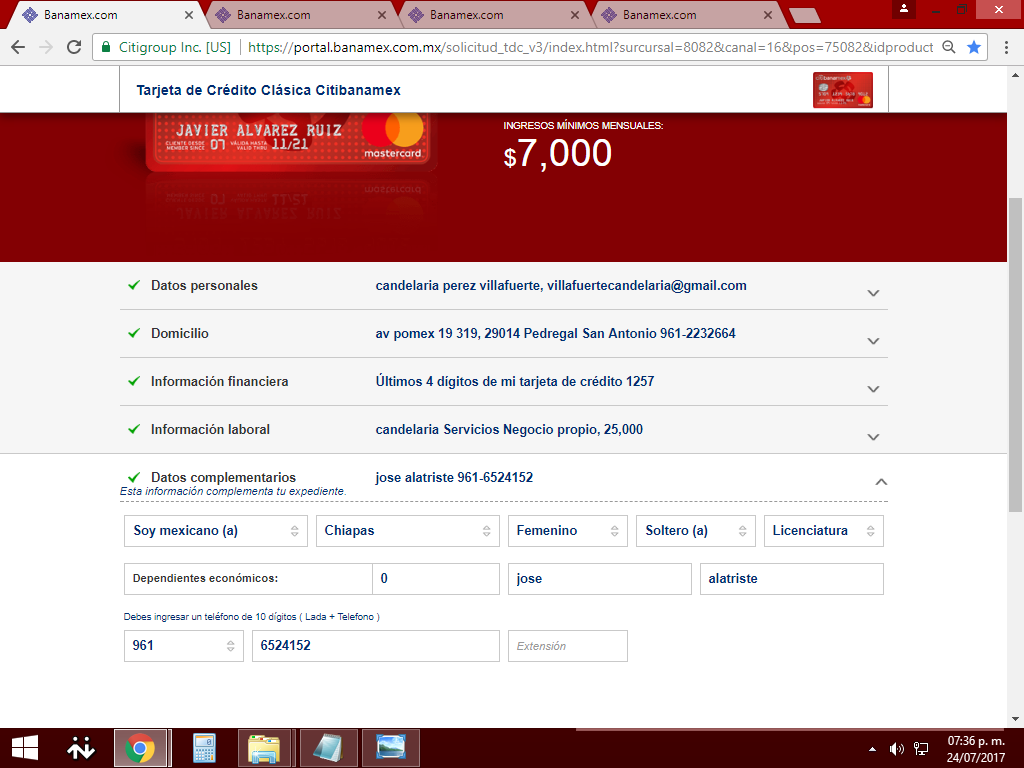 Banamex.com
Banamex.com
Banamex.com
Banamex.com
Citigroup Inc. [US]
https://portal.banamex.com.mx/solicitud_tdc_v3/index.html?sursursal=8082&canal=16&pos=75082&idproduct
Tarjeta de Crédito Clásica Citibanamex
JAVIER ALVAREZ RUIZ
CLIENTE DESDE
MEMBER SINCE
07
VÁLIDA HASTA
VALID THRU
11/21
mastercard
INGRESOS MÍNIMOS MENSUALES:
$7,000
Datos personales
candelaria perez villafuerte, villafuertecandelaria@gmail.com
Domicilio
av pomex 19 319, 29014 Pedregal San Antonio 961-2232664
Información financiera
Últimos 4 dígitos de mi tarjeta de crédito 1257
Información laboral
candelaria Servicios Negocio propio, 25,000
Datos complementarios
jose alatriste 961-6524152
Esta información complementa tu expediente.
Soy mexicano (a)
Chiapas
Femenino
Soltero (a)
Licenciatura
Dependientes económicos:
0
jose
alatriste
Debes ingresar un teléfono de 10 dígitos ( Lada + Telefono )
961
6524152
Extensión
07:36 p. m.
24/07/2017